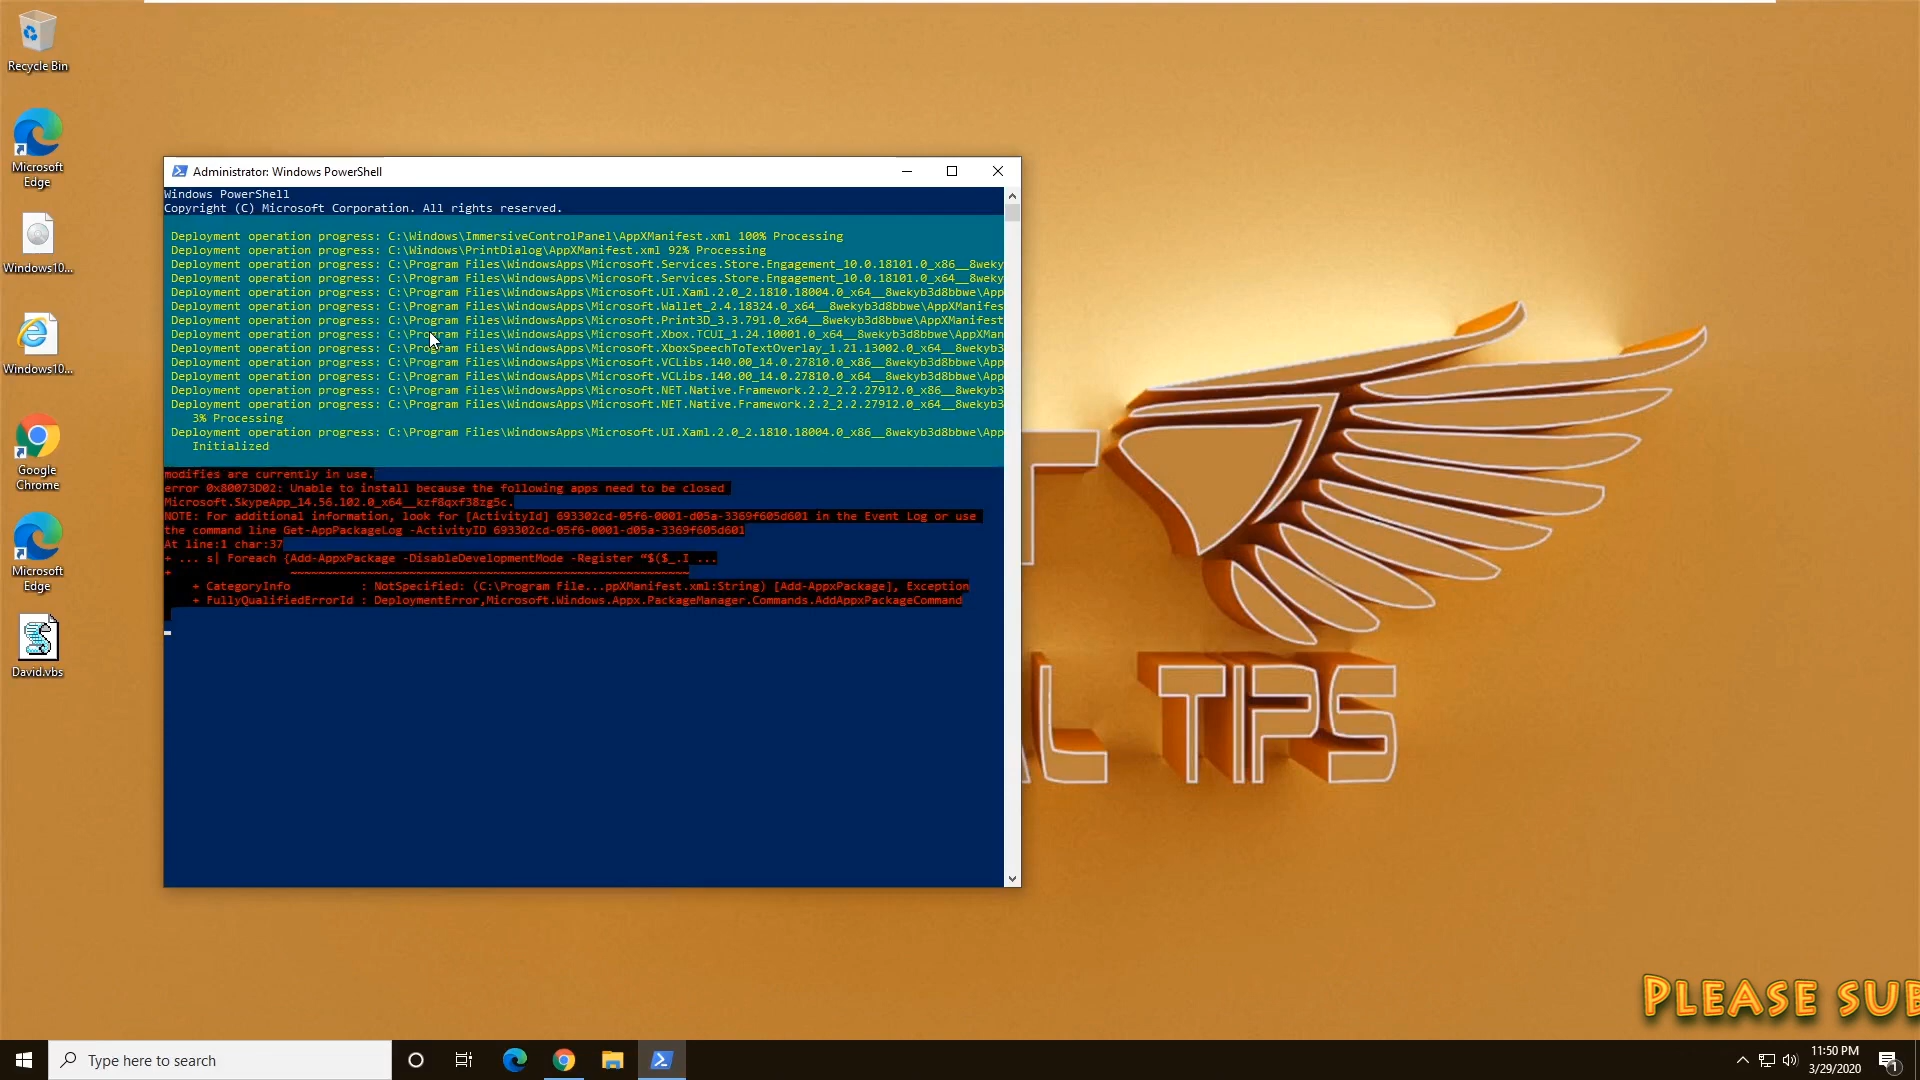 Recycle Bin
Microsoft
Edge
Windows10...
Windows10...
Google
Chrome
Microsoft
Edge
David.vbs
Administrator: Windows PowerShell
Windows PowerShell
Copyright (C) Microsoft Corporation. All rights reserved.
Deployment operation progress: C:\Windows\ImmersiveControlPanel\AppXManifest.xml 100% Processing
Deployment operation progress: C:\Windows\PrintDialog\AppXManifest.xml 92% Processing
Deployment operation progress: C:\Program Files\WindowsApps\Microsoft.Services.Store.Engagement_10.0.18101.0_x86__8weky
Deployment operation progress: C:\Program Files\WindowsApps\Microsoft.Services.Store.Engagement_10.0.18101.0_x64__8weky
Deployment operation progress: C:\Program Files\WindowsApps\Microsoft.UI.Xaml.2.0_2.1810.18004.0_x64__8wekyb3d8bbwe\App
Deployment operation progress: C:\Program Files\WindowsApps\Microsoft.Wallet_2.4.18324.0_x64__8wekyb3d8bbwe\AppXManifes
Deployment operation progress: C:\Program Files\WindowsApps\Microsoft.Print3D_3.3.791.0_x64__8wekyb3d8bbwe\AppXManifest
Deployment operation progress: C:\Program Files\WindowsApps\Microsoft.Xbox.TCUI_1.24.10001.0_x64__8wekyb3d8bbwe\AppXMan
Deployment operation progress: C:\Program Files\WindowsApps\Microsoft.XboxSpeechToTextOverlay_1.21.13002.0_x64__8wekyb3
Deployment operation progress: C:\Program Files\WindowsApps\Microsoft.VCLibs.140.00_14.0.27810.0_x86__8wekyb3d8bbwe\App
Deployment operation progress: C:\Program Files\WindowsApps\Microsoft.VCLibs.140.00_14.0.27810.0_x64__8wekyb3d8bbwe\App
Deployment operation progress: C:\Program Files\WindowsApps\Microsoft.NET.Native.Framework.2.2_2.2.27912.0_x86__8wekyb3
Deployment operation progress: C:\Program Files\WindowsApps\Microsoft.NET.Native.Framework.2.2_2.2.27912.0_x64__8wekyb3
3% Processing
Deployment operation progress: C:\Program Files\WindowsApps\Microsoft.UI.Xaml.2.0_2.1810.18004.0_x86__8wekyb3d8bbwe\App
Initialized
modifies are currently in use.
error 0x80073D02: Unable to install because the following apps need to be closed
Microsoft.SkypeApp_14.56.102.0_x64__kzf8qxf38zg5c.
NOTE: For additional information, look for [ActivityId] 693302cd-05f6-0001-d05a-3369f605d601 in the Event Log or use
the command line Get-AppPackageLog -ActivityID 693302cd-05f6-0001-d05a-3369f605d601
At line:1 char:37
+ ... s| Foreach {Add-AppxPackage -DisableDevelopmentMode -Register “$($_.I ...
+ ~~~~~~~~~~~~~~~~~~~~~~~~~~~~~~~~~~~~~~~~~~~~~~~~~~~~~~~~~
+ CategoryInfo : NotSpecified: (C:\Program File...ppXManifest.xml:String) [Add-AppxPackage], Exception
+ FullyQualifiedErrorId : DeploymentError,Microsoft.Windows.Appx.PackageManager.Commands.AddAppxPackageCommand
T
L TIPS
PLEASE SUB
Type here to search
11:50 PM
3/29/2020
1